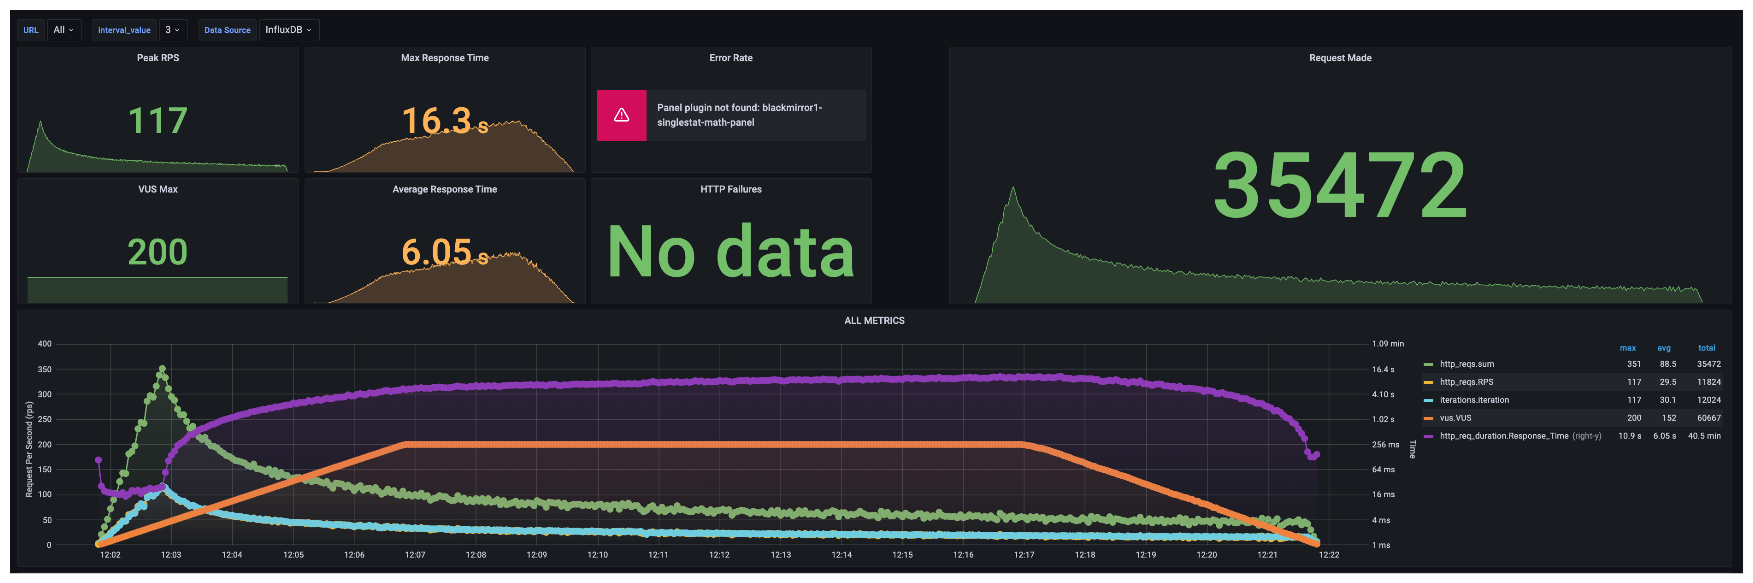 URL All interval_value 3 Data Source InfluxDB
Peak RPS
117
Max Response Time
16.3 s
Error Rate
Panel plugin not found: blackmirror1-
singlestat-math-panel
Request Made
35472
VUS Max
200
Average Response Time
6.05 s
HTTP Failures
No data
ALL METRICS
Request Per Second (rps)
400
350
300
250
200
150
100
50
0
1.09 min
16.4 s
4.10 s
1.02 s
256 ms
64 ms
16 ms
4 ms
1 ms
Time
12:02 12:03 12:04 12:05 12:06 12:07 12:08 12:09 12:10 12:11 12:12 12:13 12:14 12:15 12:16 12:17 12:18 12:19 12:20 12:21 12:22
max avg total
http_reqs.sum 351 88.5 35472
http_reqs.RPS 117 29.5 11824
iterations.iteration 117 30.1 12024
vus.VUS 200 152 60667
http_req_duration.Response_Time (right-y) 10.9 s 6.05 s 40.5 min